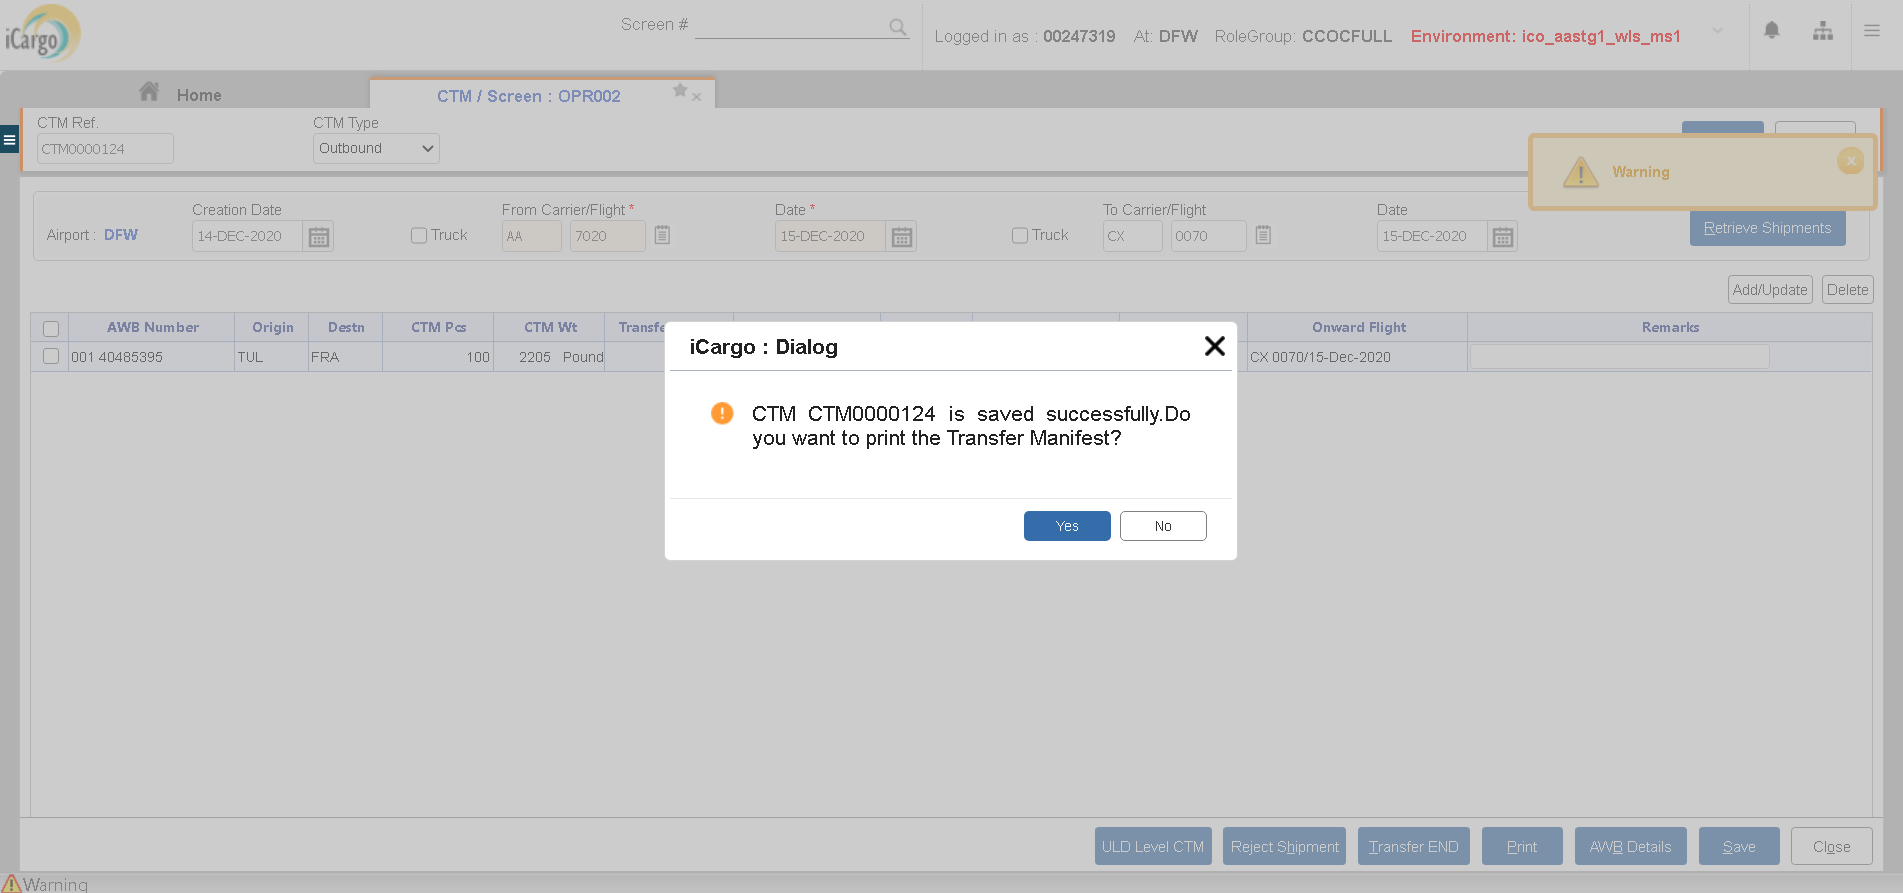 iCargo
Screen #
Logged in as : 00247319 At: DFW RoleGroup: CCOCFULL Environment: ico_aastg1_wls_ms1
Home
CTM / Screen : OPR002
CTM Ref.
CTM Type
CTM0000124
Outbound
Warning
Creation Date
From Carrier/Flight *
Date *
To Carrier/Flight
Date
Airport : DFW
14-DEC-2020
Truck
AA
7020
15-DEC-2020
Truck
CX
0070
15-DEC-2020
Retrieve Shipments
Add/Update
Delete
AWB Number
Origin
Destn
CTM Pcs
CTM Wt
Onward Flight
Remarks
001 40485395
TUL
FRA
100
2205 Pound
CX 0070/15-Dec-2020
iCargo : Dialog
CTM CTM0000124 is saved successfully.Do
you want to print the Transfer Manifest?
Yes
No
ULD Level CTM
Reject Shipment
Transfer END
Print
AWB Details
Save
Close
Warning